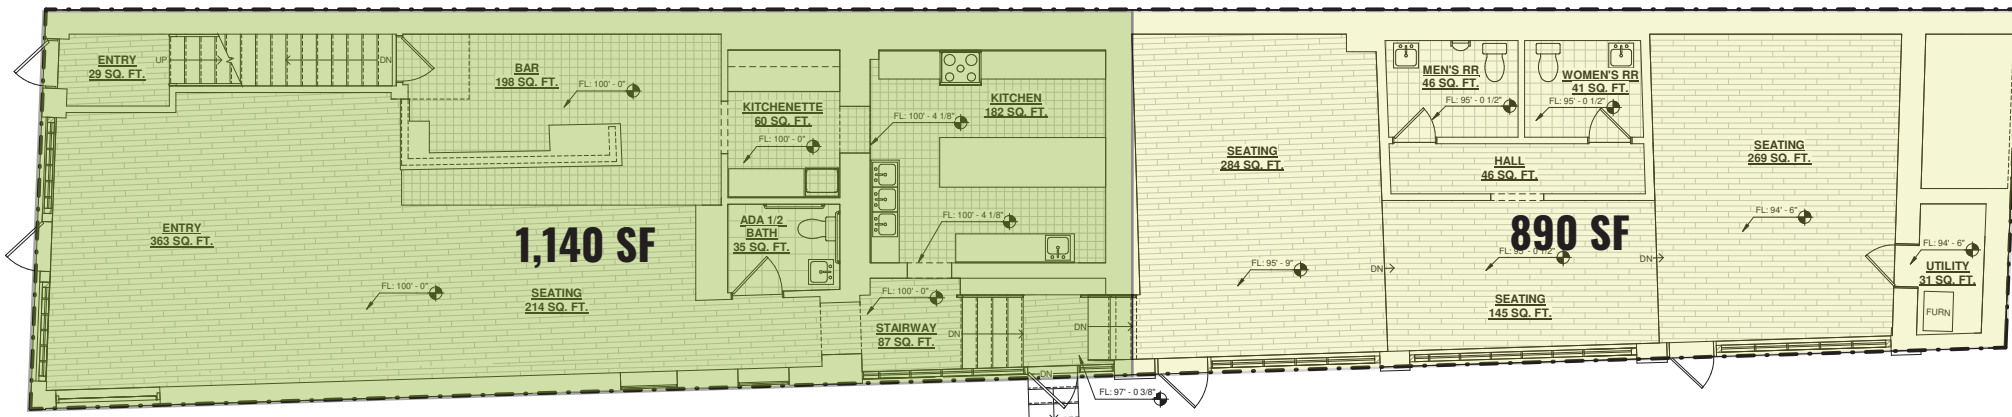 ENTRY
29 SQ. FT.
UP
DN
BAR
198 SQ. FT.
FL: 100' - 0"
KITCHENETTE
60 SQ. FT.
FL: 100' - 0"
KITCHEN
182 SQ. FT.
FL: 100' - 4 1/8"
MEN'S RR
46 SQ. FT.
FL: 95' - 0 1/2"
WOMEN'S RR
41 SQ. FT.
FL: 95' - 0 1/2"
SEATING
284 SQ. FT.
HALL
46 SQ. FT.
SEATING
269 SQ. FT.
ENTRY
363 SQ. FT.
1,140 SF
ADA 1/2
BATH
35 SQ. FT.
FL: 100' - 4 1/8"
890 SF
FL: 95' - 0 1/2"
FL: 94' - 6"
FL: 94' - 6"
UTILITY
31 SQ. FT.
FURN
DN
DN
FL: 95' - 9"
FL: 100' - 0"
SEATING
214 SQ. FT.
FL: 100' - 0"
STAIRWAY
87 SQ. FT.
DN
DN
SEATING
145 SQ. FT.
DN
FL: 97' - 0 3/8"